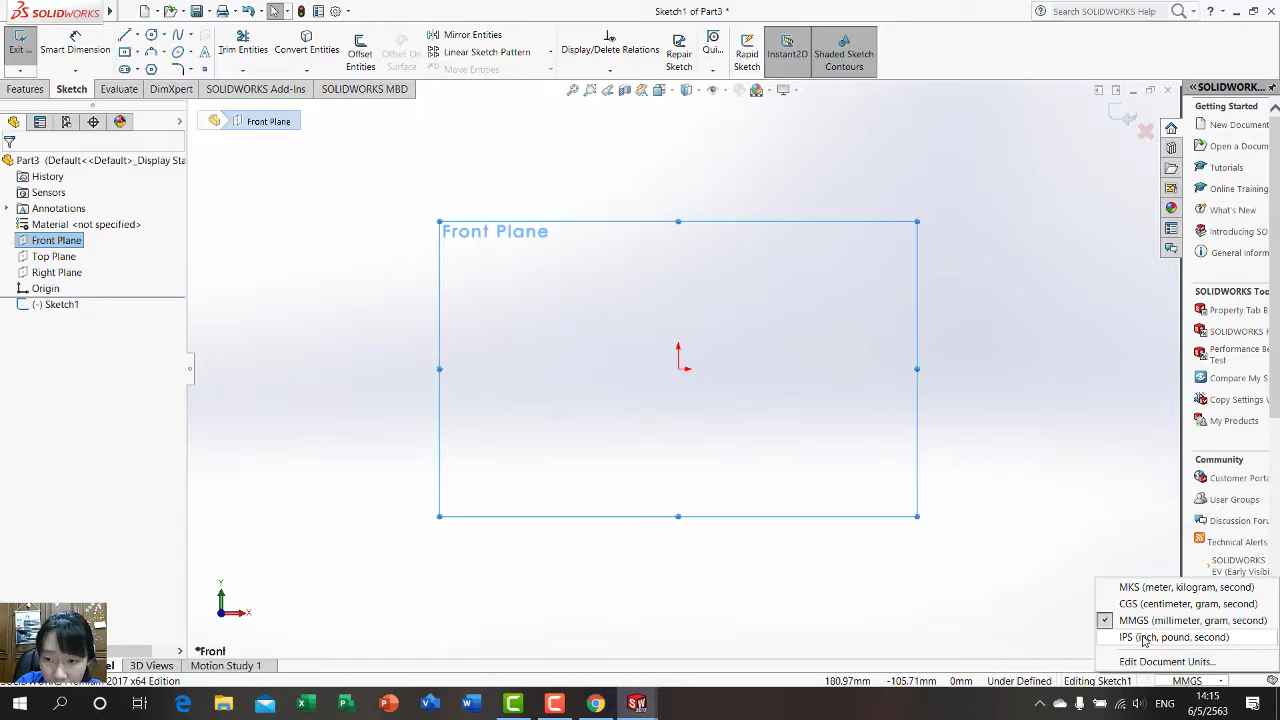 SOLIDWORKS
Sketch1 of Part3 *
Search SOLIDWORKS Help
Exit...
Smart Dimension
Trim Entities
Convert Entities
Offset Entities
Offset On Surface
Mirror Entities
Linear Sketch Pattern
Move Entities
Display/Delete Relations
Repair Sketch
Qui...
Rapid Sketch
Instant2D
Shaded Sketch Contours
Features
Sketch
Evaluate
DimXpert
SOLIDWORKS Add-ins
SOLIDWORKS MBD
Front Plane
Part3 (Default<<Default>_Display Sta
History
Sensors
Annotations
Material <not specified>
Front Plane
Top Plane
Right Plane
Origin
(-) Sketch1
Front Plane
Y
X
*Front
SOLIDWORK...
Getting Started
New Document
Open a Docum
Tutorials
Online Training
What's New
Introducing SO
General Inform
SOLIDWORKS Too
Property Tab B
SOLIDWORKS R
Performance Be
Test
Compare My S
Copy Settings W
My Products
Community
Customer Porta
User Groups
Discussion Foru
Technical Alerts
SOLIDWORKS
EV (Early Visibi
MKS (meter, kilogram, second)
CGS (centimeter, gram, second)
MMGS (millimeter, gram, second)
IPS (inch, pound, second)
Edit Document Units...
3D Views
Motion Study 1
Premium 2017 x64 Edition
180.97mm
-105.71mm
0mm
Under Defined
Editing Sketch1
MMGS
ENG
14:15
6/5/2563